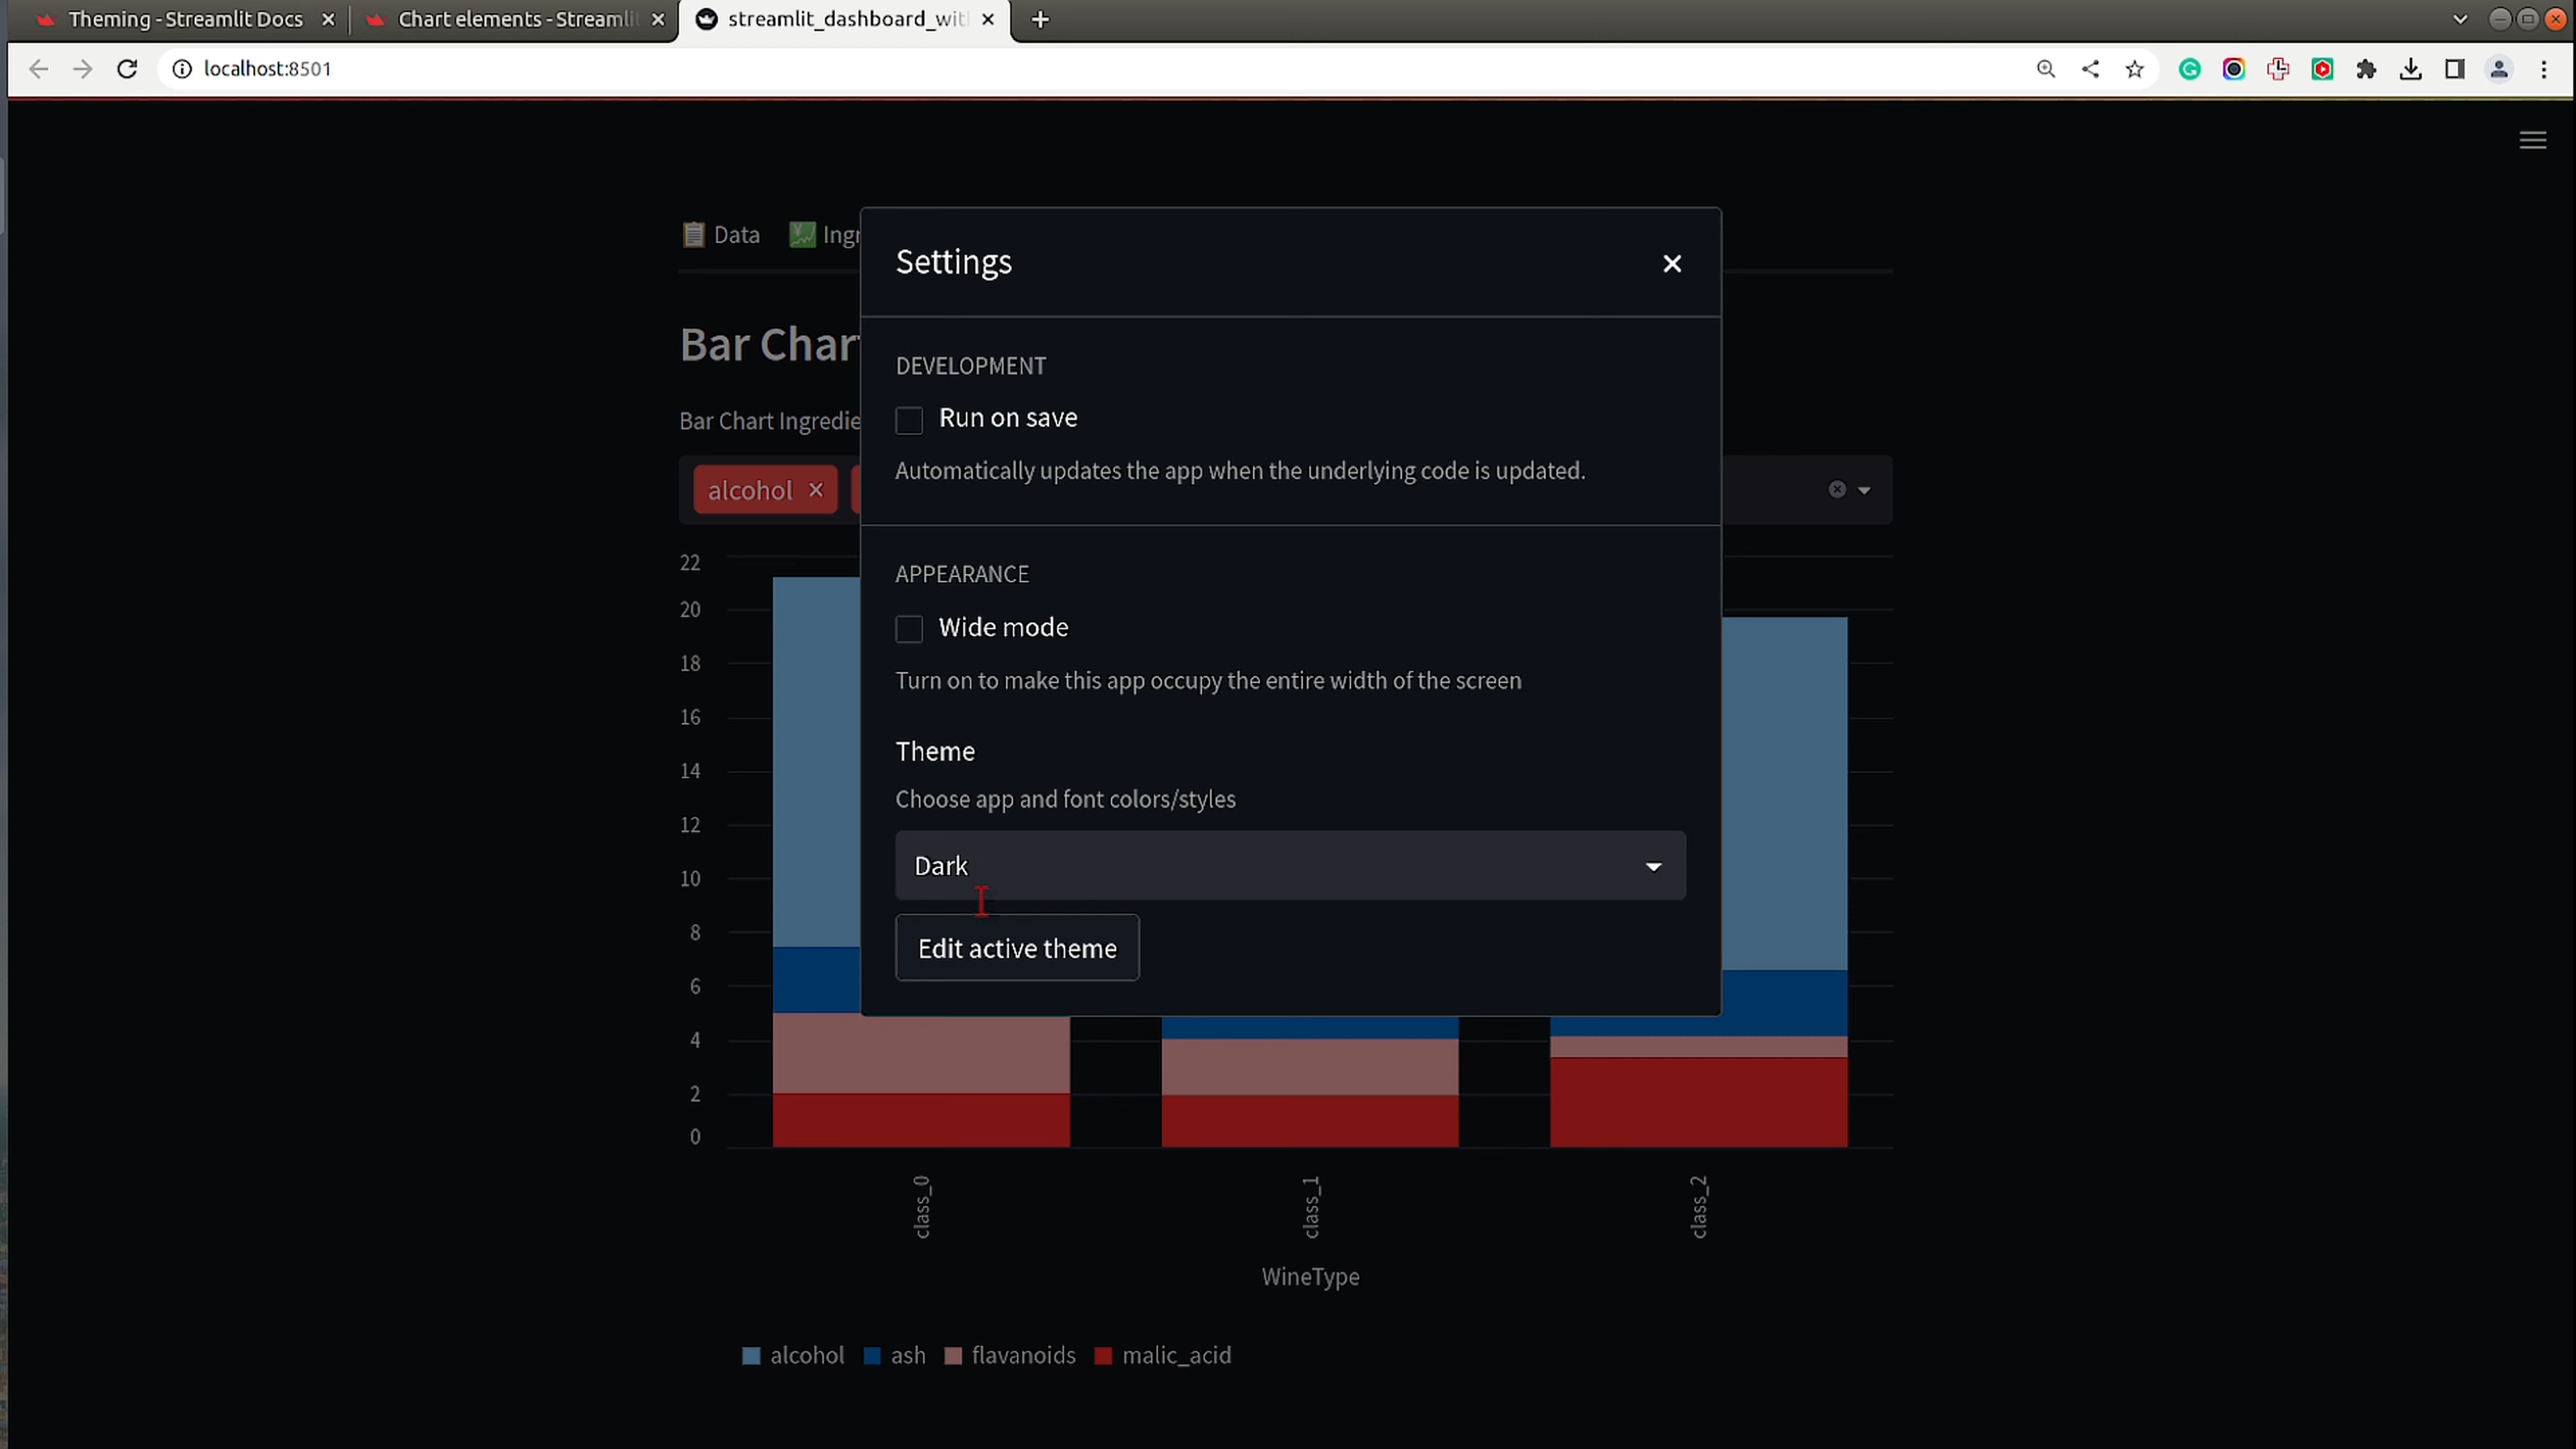 Theming - Streamlit Docs
Chart elements - Streamlit
streamlit_dashboard_wit
localhost:8501
Data
Ingr
Settings
Bar Chart
DEVELOPMENT
Run on save
Bar Chart Ingredie
Automatically updates the app when the underlying code is updated.
alcohol
APPEARANCE
Wide mode
Turn on to make this app occupy the entire width of the screen
Theme
Choose app and font colors/styles
Dark
Edit active theme
22
20
18
16
14
12
10
8
6
4
2
0
class_0
class_1
class_2
WineType
alcohol ash flavanoids malic_acid